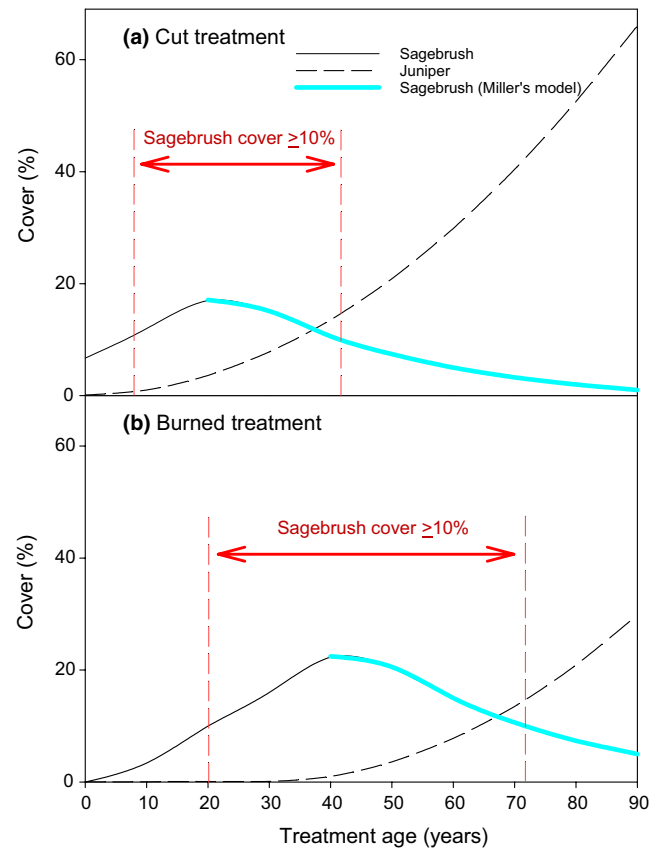 (a) Cut treatment
Sagebrush
Juniper
Sagebrush (Miller's model)
Sagebrush cover ≥10%
Cover (%)
60
40
20
0
(b) Burned treatment
Sagebrush cover ≥10%
Cover (%)
60
40
20
0
0 10 20 30 40 50 60 70 80 90
Treatment age (years)